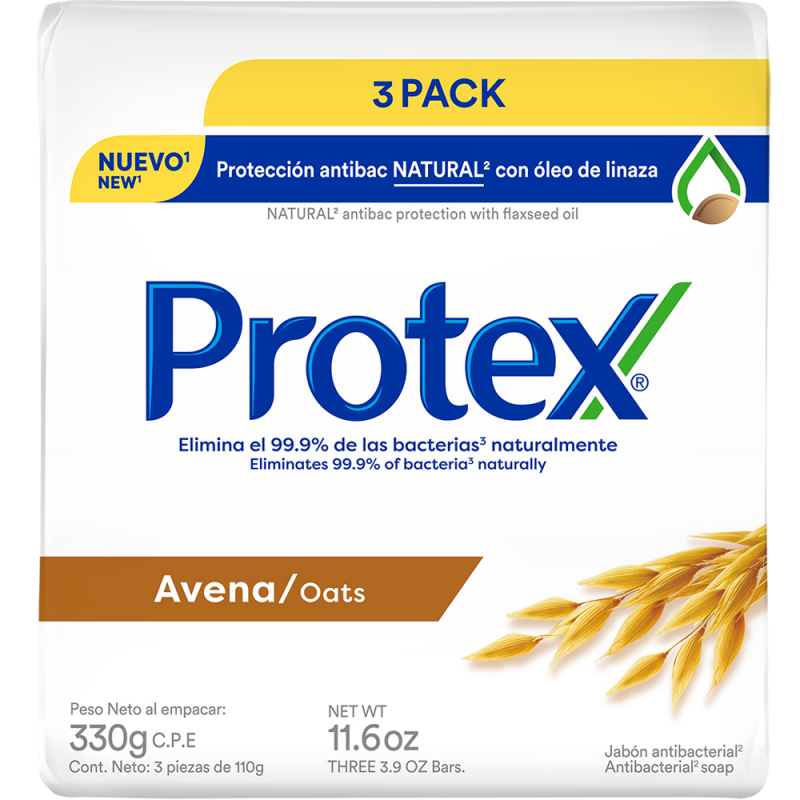 3 PACK
NUEVO¹
NEW¹
Protección antibac NATURAL² con óleo de linaza
NATURAL² antibac protection with flaxseed oil
Protex®
Elimina el 99.9% de las bacterias³ naturalmente
Eliminates 99.9% of bacteria³ naturally
Avena/Oats
Peso Neto al empacar:
330g C.P.E
Cont. Neto: 3 piezas de 110g
NET WT
11.6 oz
THREE 3.9 OZ Bars.
Jabón antibacterial²
Antibacterial² soap